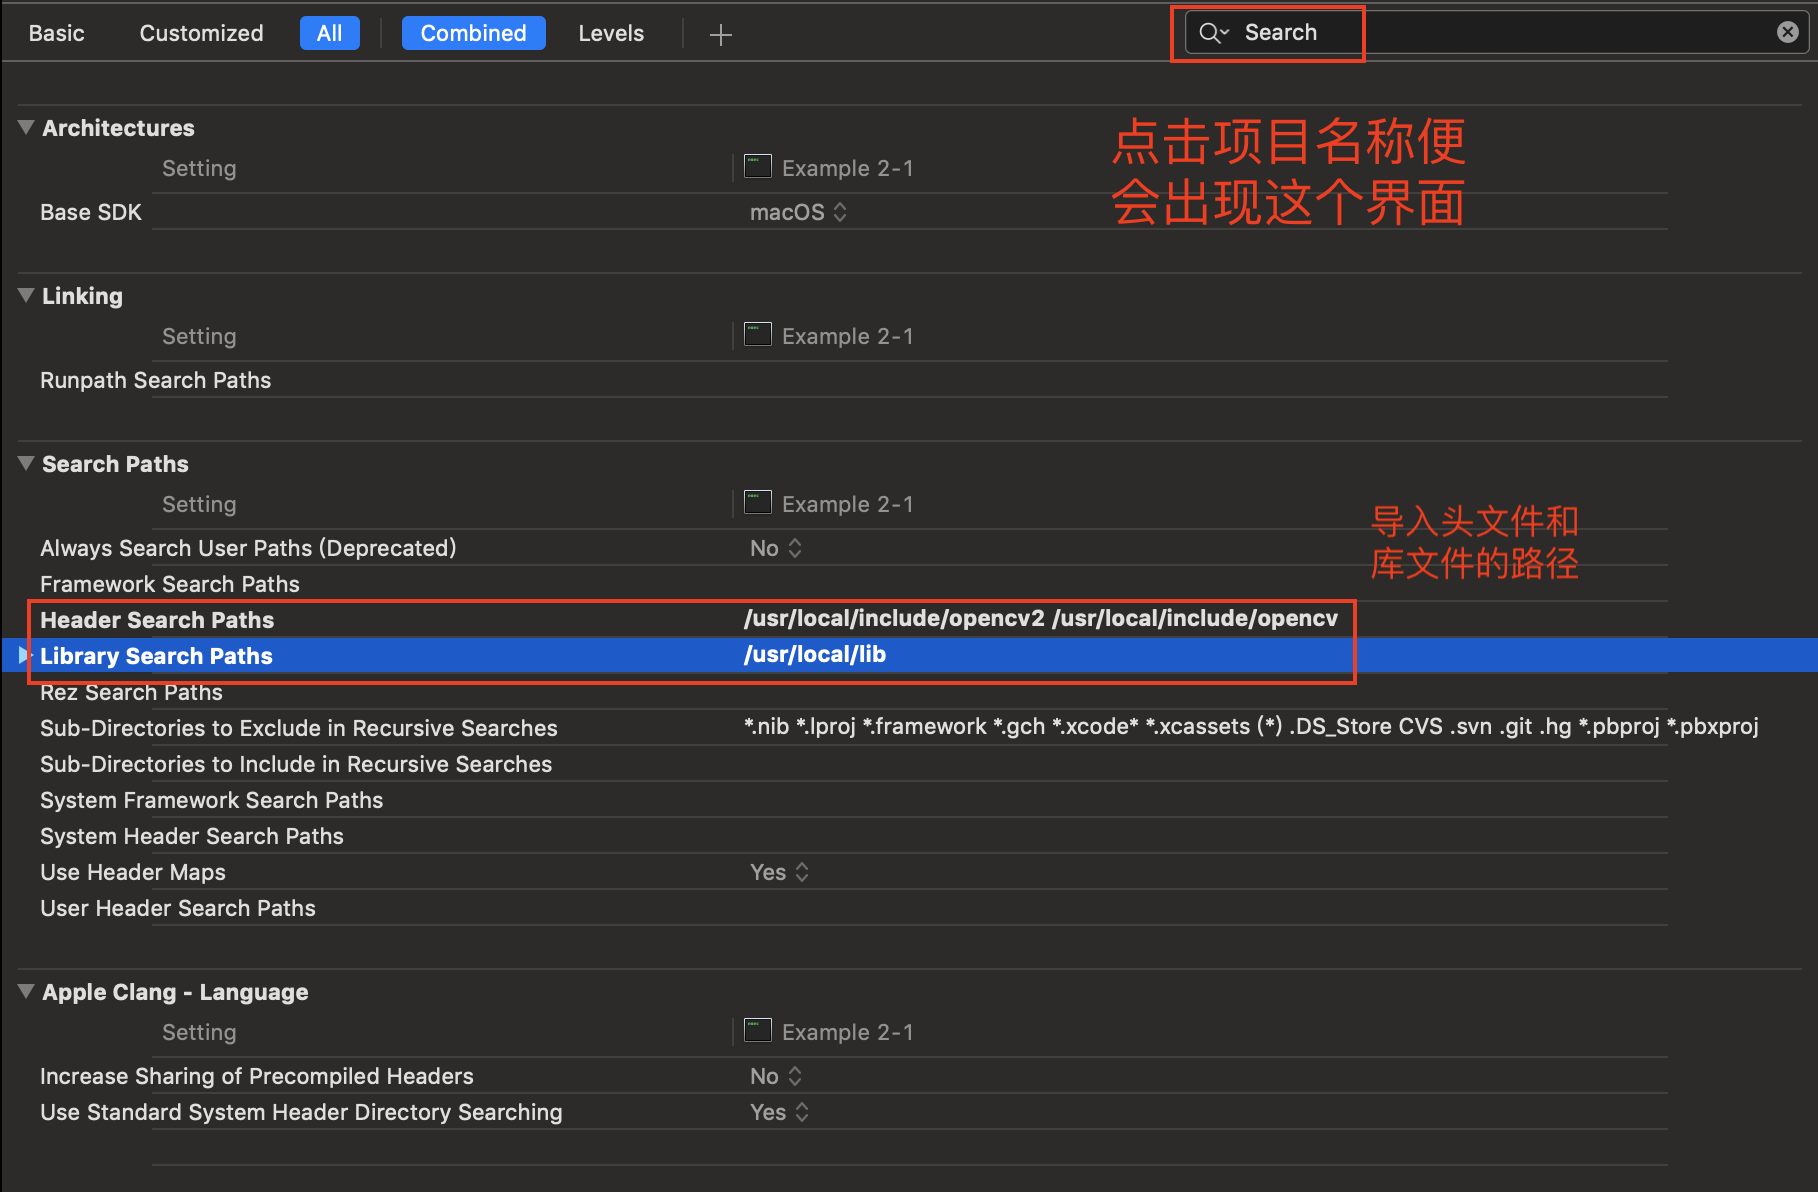 Basic Customized All Combined Levels Search
Architectures
点击项目名称便
会出现这个界面
Setting Example 2-1
Base SDK macOS
Linking
Setting Example 2-1
Runpath Search Paths
Search Paths
Setting Example 2-1
导入头文件和
库文件的路径
Always Search User Paths (Deprecated) No
Framework Search Paths
Header Search Paths /usr/local/include/opencv2 /usr/local/include/opencv
Library Search Paths /usr/local/lib
Rez Search Paths
Sub-Directories to Exclude in Recursive Searches *.nib *.lproj *.framework *.gch *.xcode* *.xcassets (*) .DS_Store CVS .svn .git .hg *.pbproj *.pbxproj
Sub-Directories to Include in Recursive Searches
System Framework Search Paths
System Header Search Paths
Use Header Maps Yes
User Header Search Paths
Apple Clang - Language
Setting Example 2-1
Increase Sharing of Precompiled Headers No
Use Standard System Header Directory Searching Yes